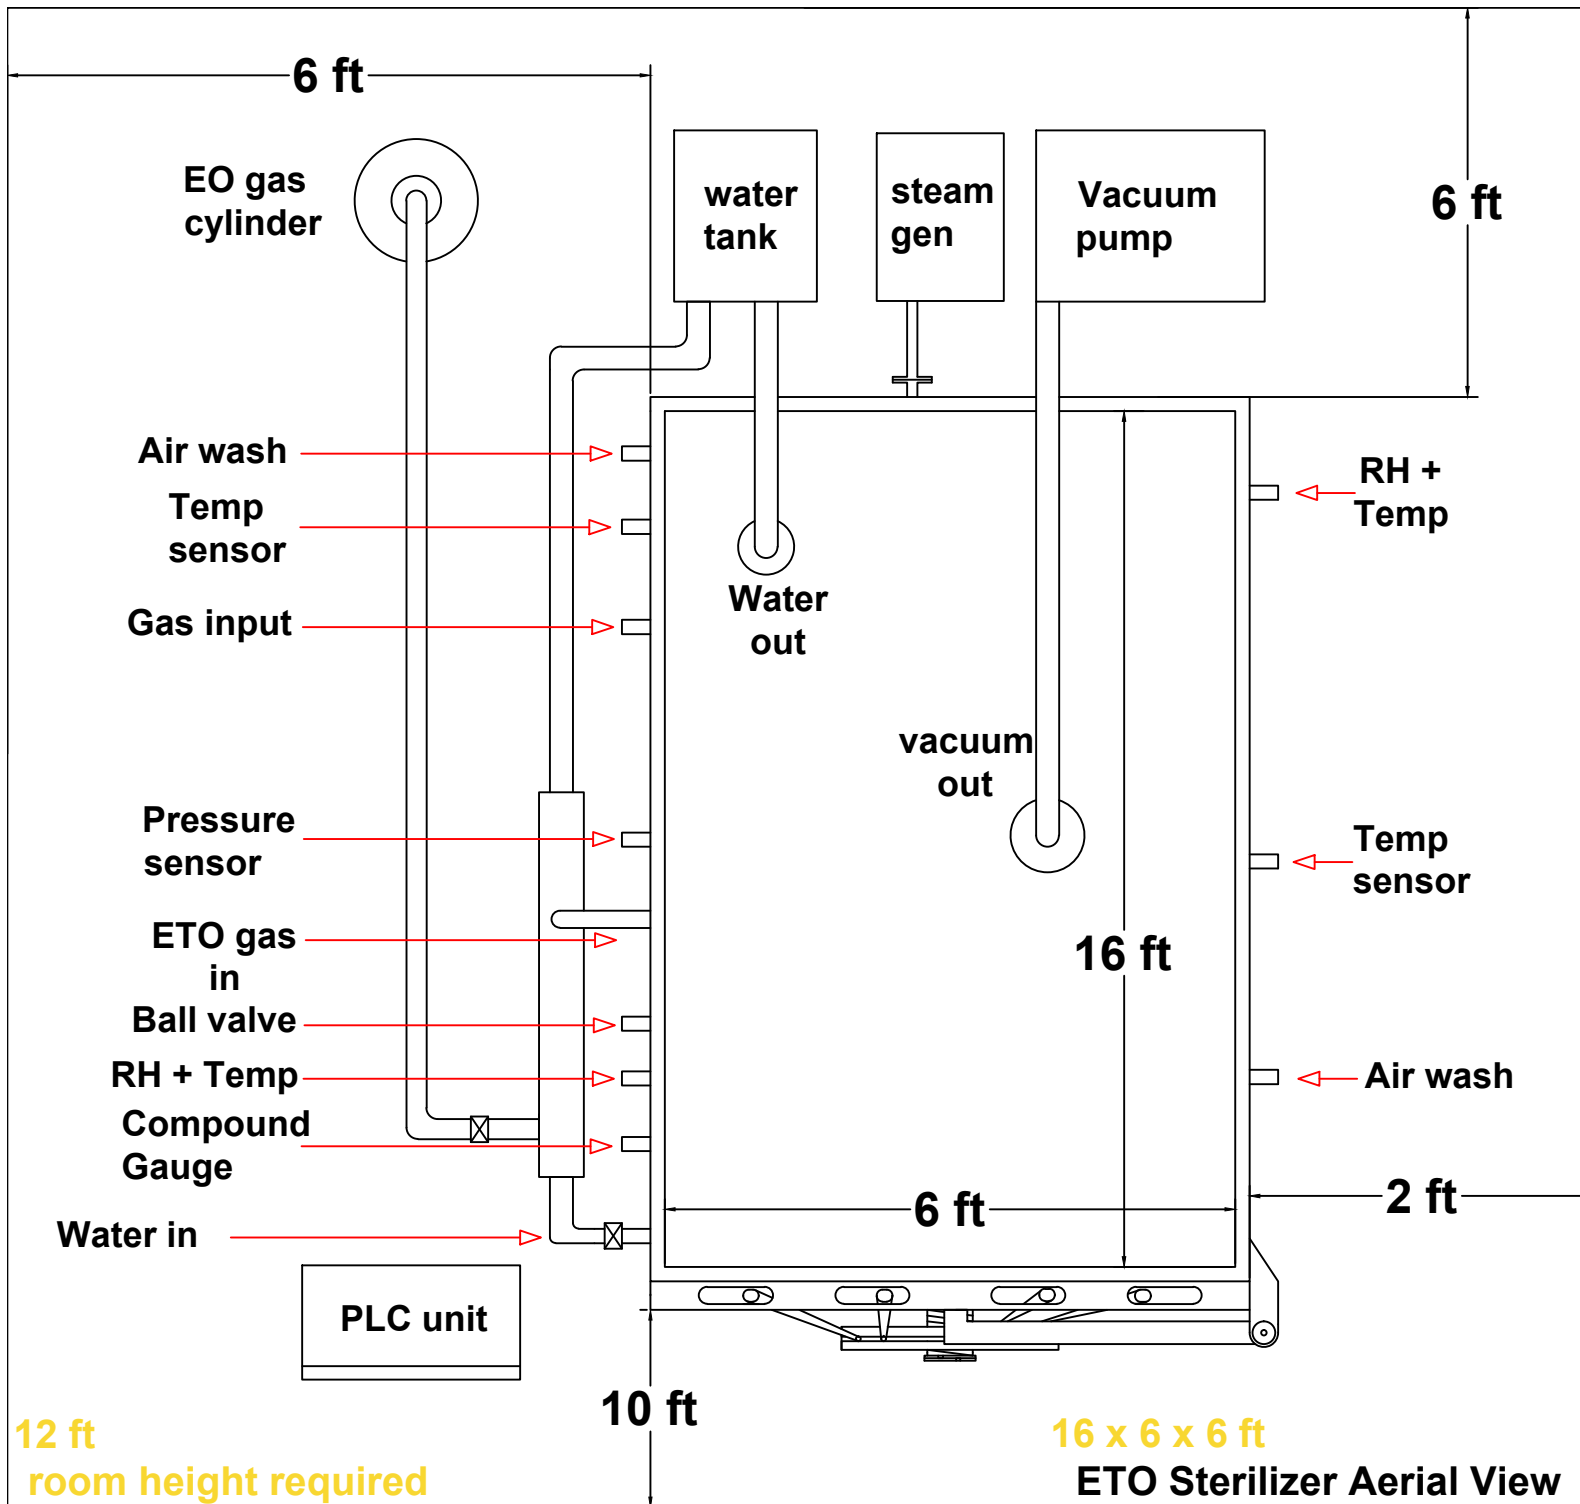 6 ft
EO gas
cylinder
water
tank
steam
gen
Vacuum
pump
6 ft
Air wash
Temp
sensor
Gas input
Water
out
RH +
Temp
vacuum
out
Pressure
sensor
Temp
sensor
ETO gas
in
16 ft
Ball valve
RH + Temp
Air wash
Compound
Gauge
6 ft
2 ft
Water in
PLC unit
10 ft
12 ft
room height required
16 x 6 x 6 ft
ETO Sterilizer Aerial View